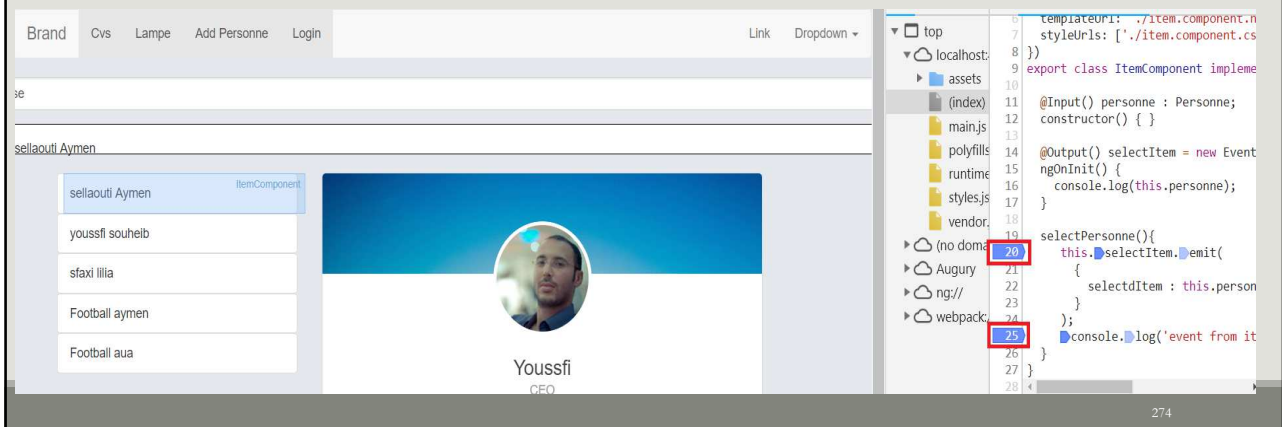 Brand Cvs Lampe Add Personne Login Link Dropdown
se
sellaouti Aymen
sellaouti Aymen ItemComponent
youssfi souheib
sfaxi lilia
Football aymen
Football aua
Youssfi
CEO
top
localhost:
assets
(index)
main.js
polyfills
runtime
styles.js
vendor.
(no doma
Augury
ng://
webpack:
6 templateUrl: './item.component.h
7 styleUrls: ['./item.component.cs
8 })
9 export class ItemComponent impleme
10
11 @Input() personne : Personne;
12 constructor() { }
13
14 @Output() selectItem = new Event
15 ngOnInit() {
16 console.log(this.personne);
17 }
18
19 selectPersonne(){
20 this.selectItem.emit(
21 {
22 selectdItem : this.person
23 }
24 );
25 console.log('event from it
26 }
27 }
28
274